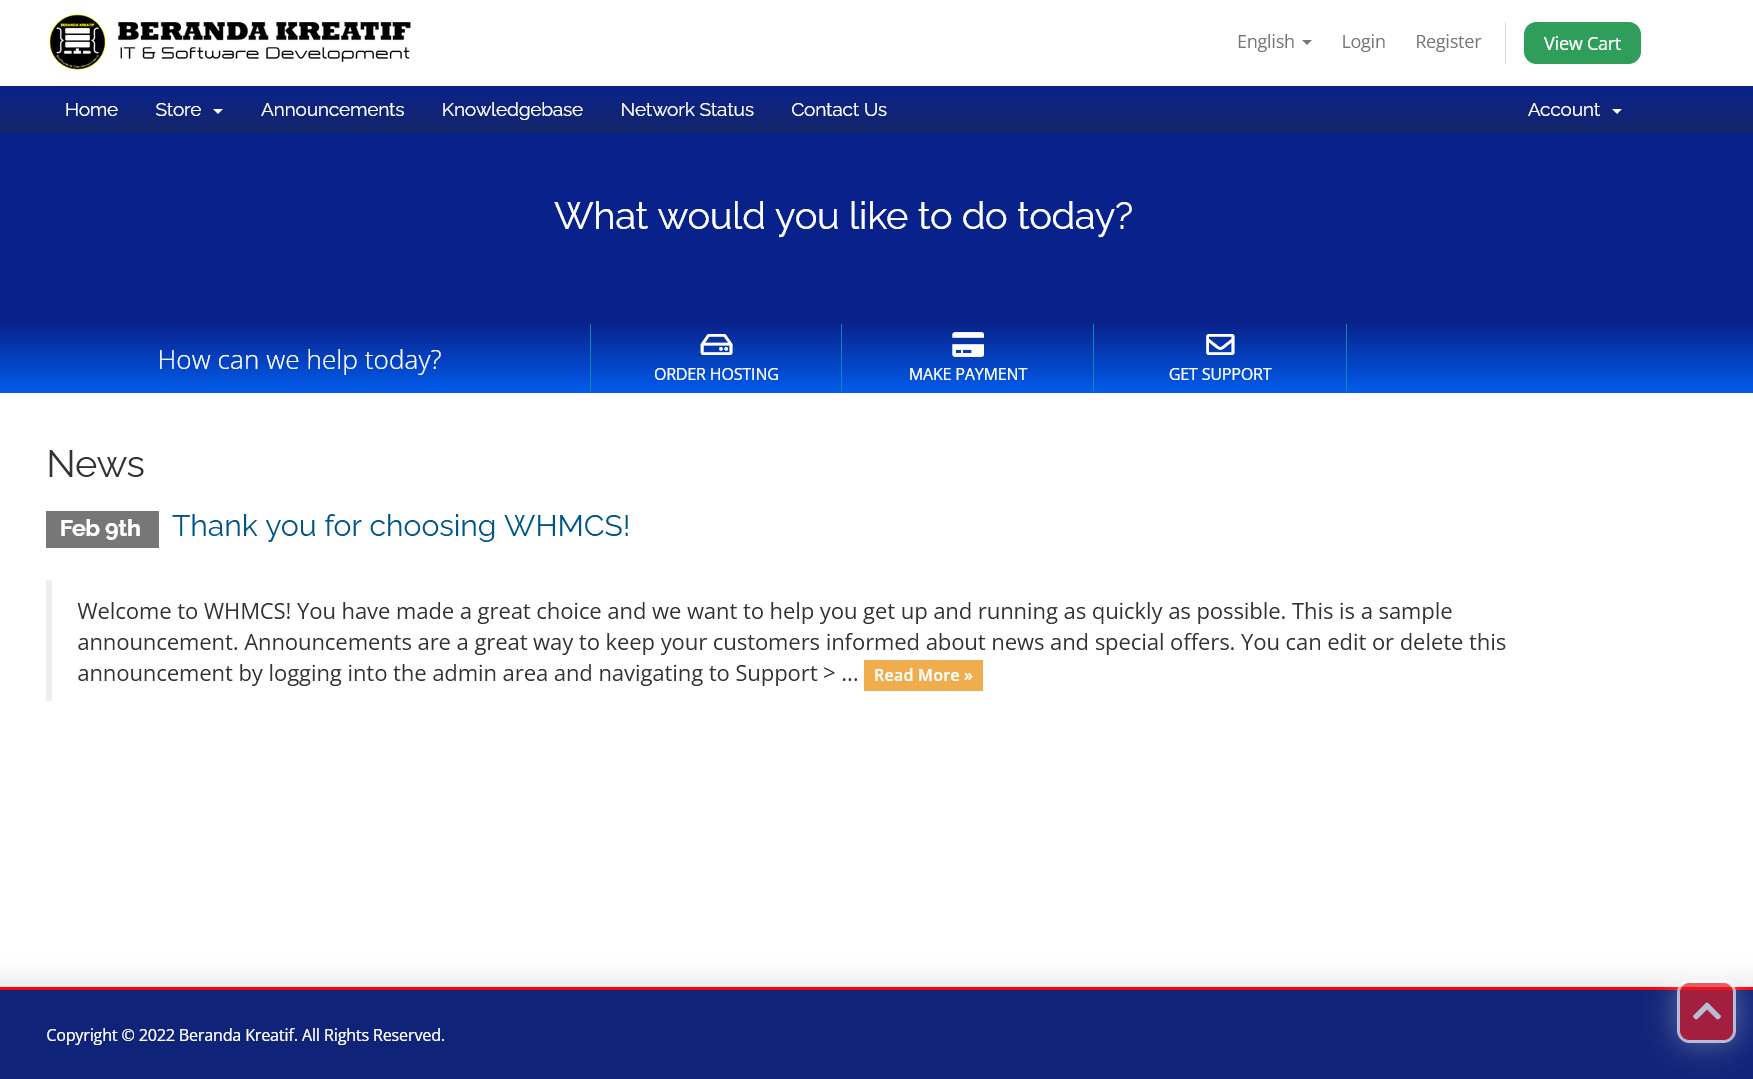 BERANDA KREATIF
BERANDA KREATIF
IT & Software Development
English
Login
Register
View Cart
Home
Store
Announcements
Knowledgebase
Network Status
Contact Us
Account
What would you like to do today?
How can we help today?
ORDER HOSTING
MAKE PAYMENT
GET SUPPORT
News
Feb 9th
Thank you for choosing WHMCS!
Welcome to WHMCS! You have made a great choice and we want to help you get up and running as quickly as possible. This is a sample
announcement. Announcements are a great way to keep your customers informed about news and special offers. You can edit or delete this
announcement by logging into the admin area and navigating to Support > ... Read More »
Copyright © 2022 Beranda Kreatif. All Rights Reserved.